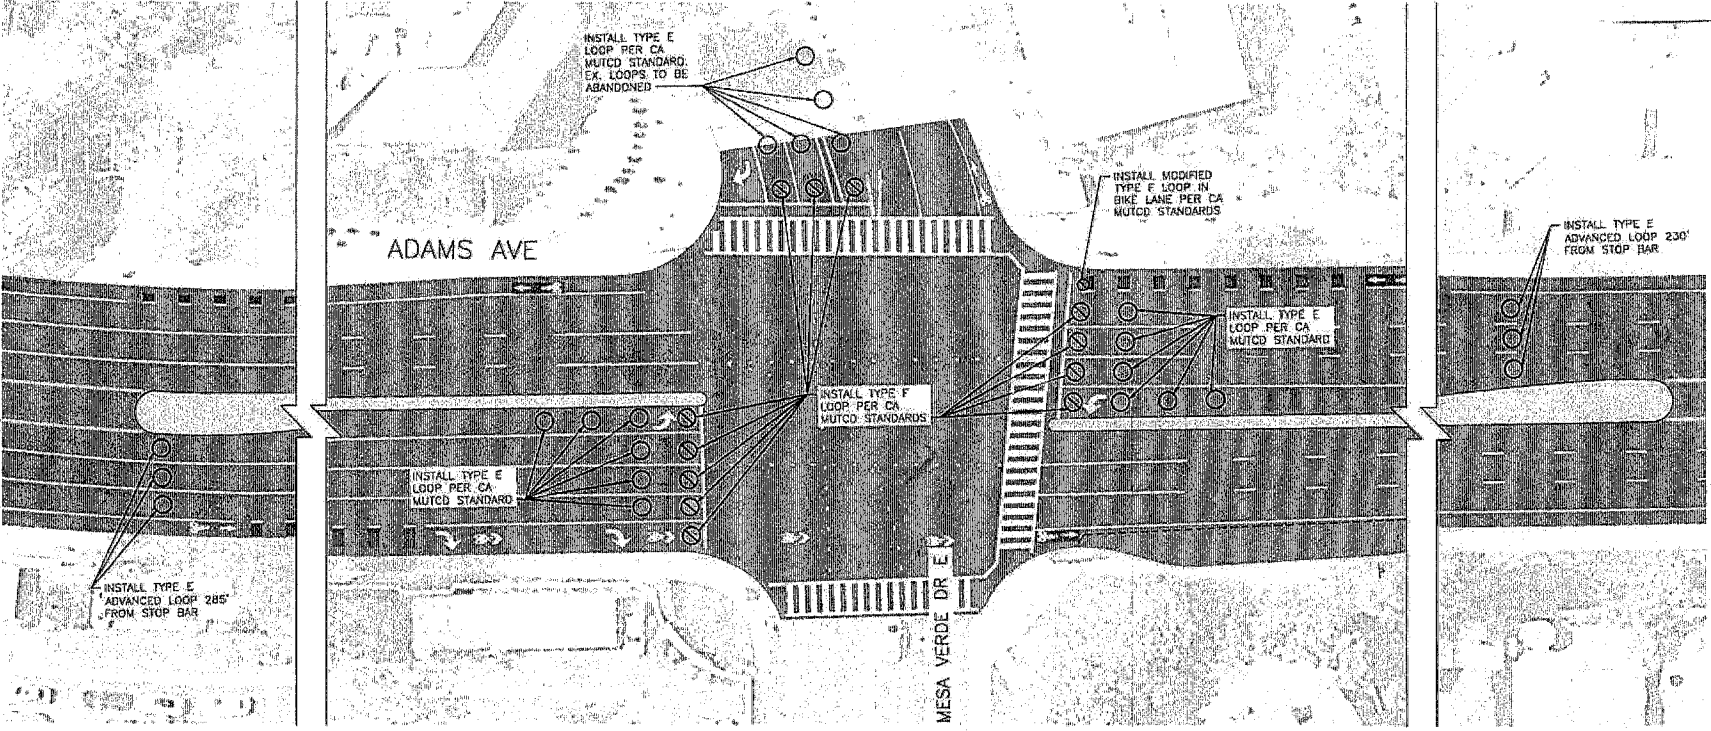 INSTALL TYPE E
LOOP PER CA
MUTCD STANDARD.
EX. LOOPS TO BE
ABANDONED
INSTALL MODIFIED
TYPE F LOOP IN
BIKE LANE PER CA
MUTCD STANDARDS
INSTALL TYPE E
ADVANCED LOOP 230'
FROM STOP BAR
ADAMS AVE
INSTALL TYPE E
LOOP PER CA
MUTCD STANDARD
INSTALL TYPE F
LOOP PER CA
MUTCD STANDARDS
INSTALL TYPE E
LOOP PER CA
MUTCD STANDARD
INSTALL TYPE E
ADVANCED LOOP 285'
FROM STOP BAR
MESA VERDE DR E